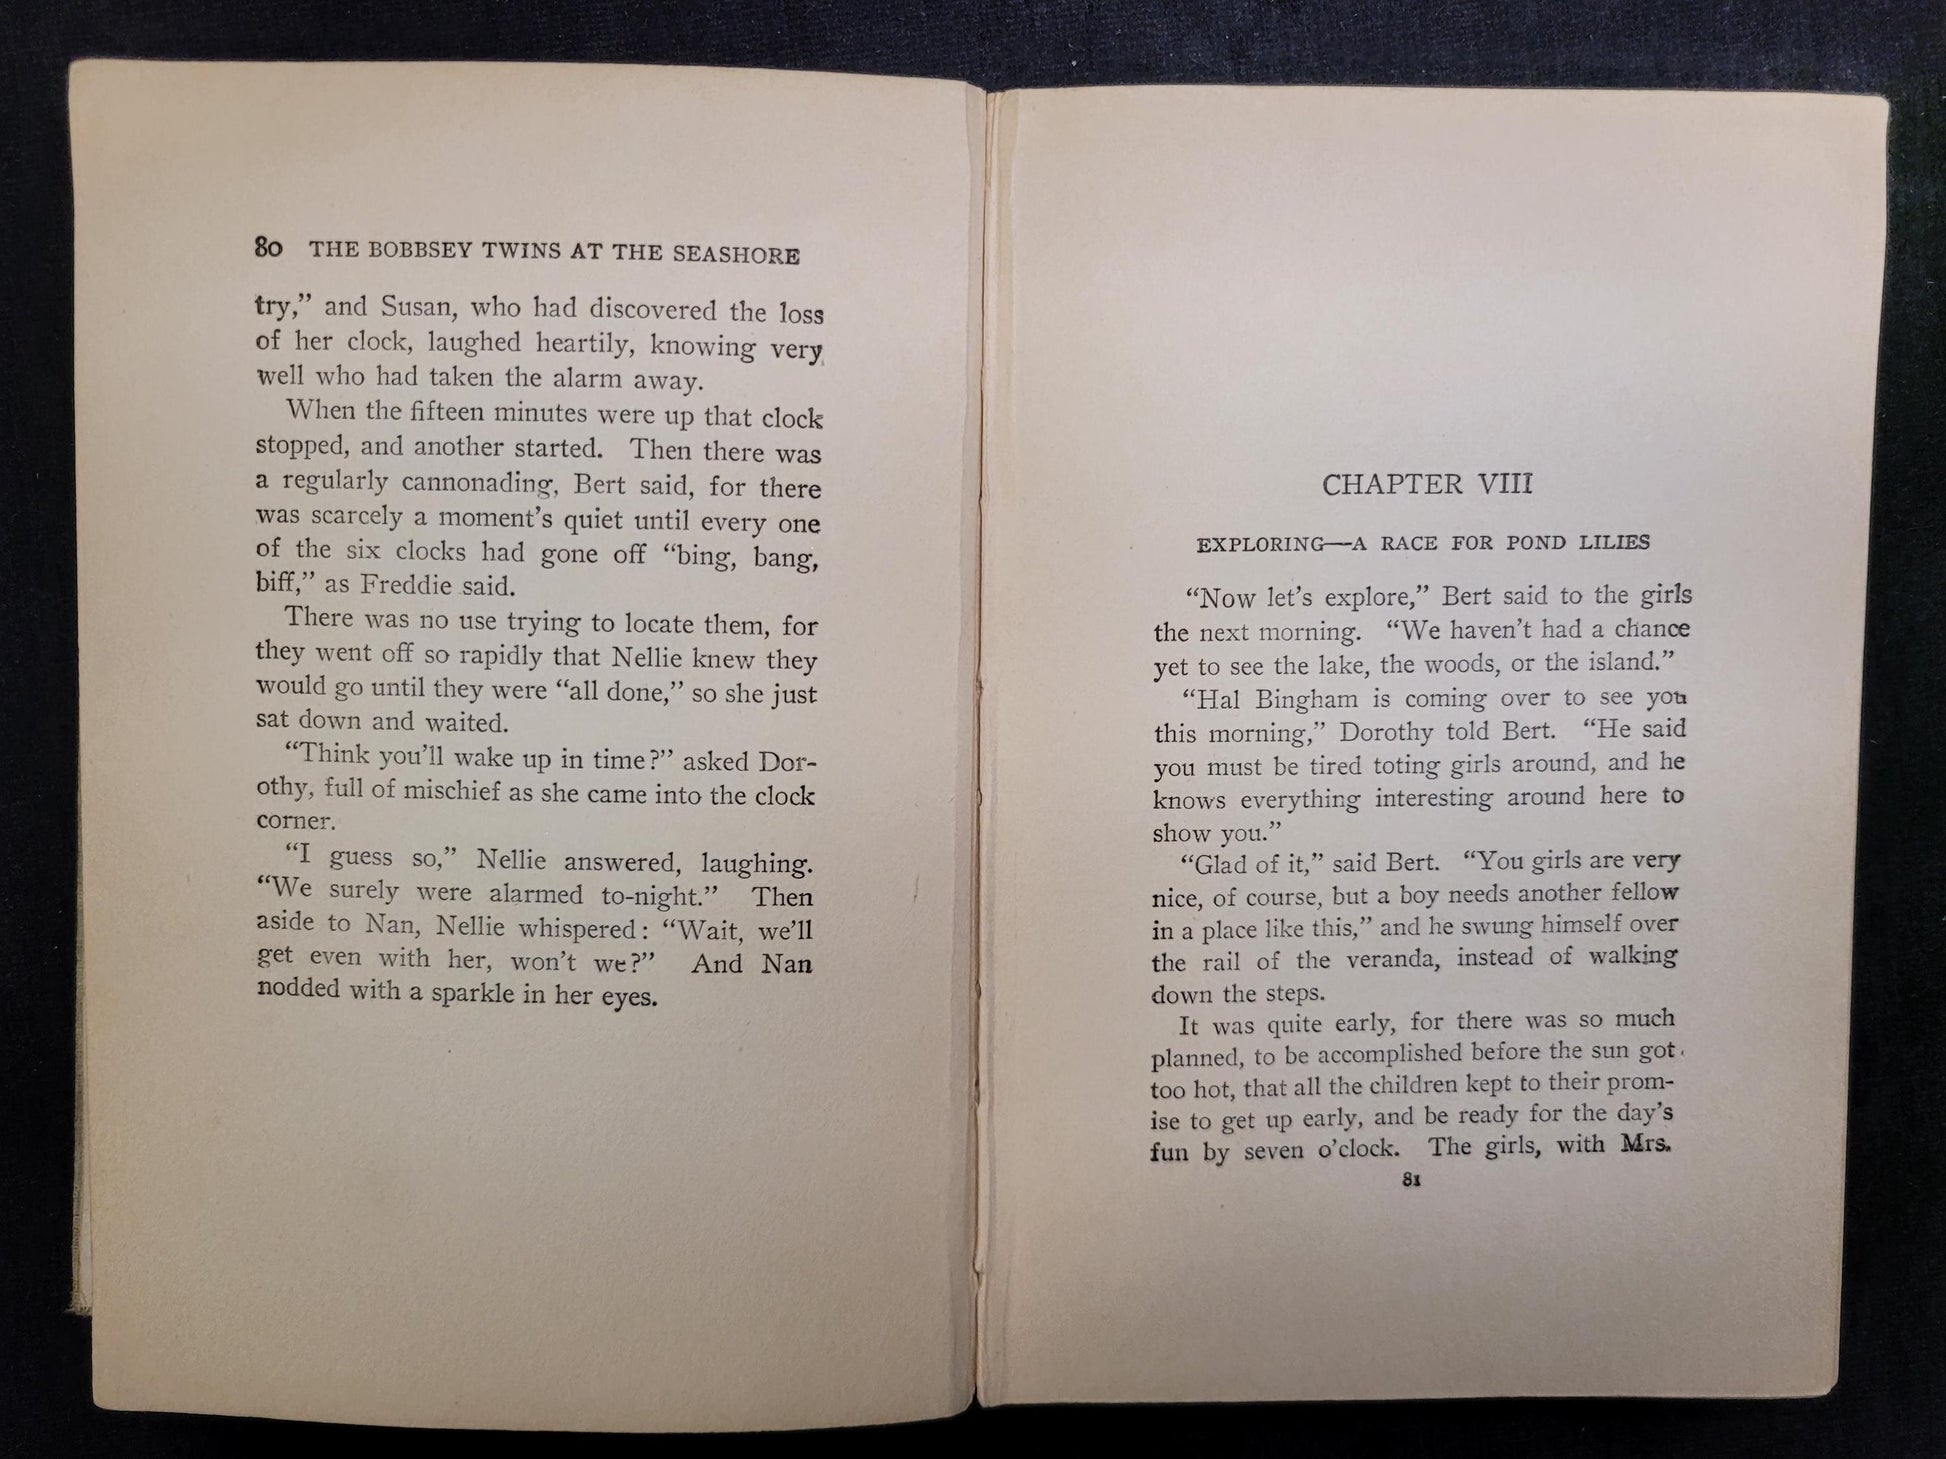 80 THE BOBBSEY TWINS AT THE SEASHORE
try,” and Susan, who had discovered the loss
of her clock, laughed heartily, knowing very
well who had taken the alarm away.
When the fifteen minutes were up that clock
stopped, and another started. Then there was
a regularly cannonading, Bert said, for there
was scarcely a moment’s quiet until every one
of the six clocks had gone off “bing, bang,
biff,” as Freddie said.
There was no use trying to locate them, for
they went off so rapidly that Nellie knew they
would go until they were “all done,” so she just
sat down and waited.
“Think you’ll wake up in time?” asked Dor-
othy, full of mischief as she came into the clock
corner.
“I guess so,” Nellie answered, laughing.
“We surely were alarmed to-night.” Then
aside to Nan, Nellie whispered: “Wait, we’ll
get even with her, won’t we?” And Nan
nodded with a sparkle in her eyes.
CHAPTER VIII
EXPLORING—A RACE FOR POND LILIES
“Now let’s explore,” Bert said to the girls
the next morning. “We haven’t had a chance
yet to see the lake, the woods, or the island.”
“Hal Bingham is coming over to see you
this morning,” Dorothy told Bert. “He said
you must be tired toting girls around, and he
knows everything interesting around here to
show you.”
“Glad of it,” said Bert. “You girls are very
nice, of course, but a boy needs another fellow
in a place like this,” and he swung himself over
the rail of the veranda, instead of walking
down the steps.
It was quite early, for there was so much
planned, to be accomplished before the sun got
too hot, that all the children kept to their prom-
ise to get up early, and be ready for the day’s
fun by seven o’clock. The girls, with Mrs.
81